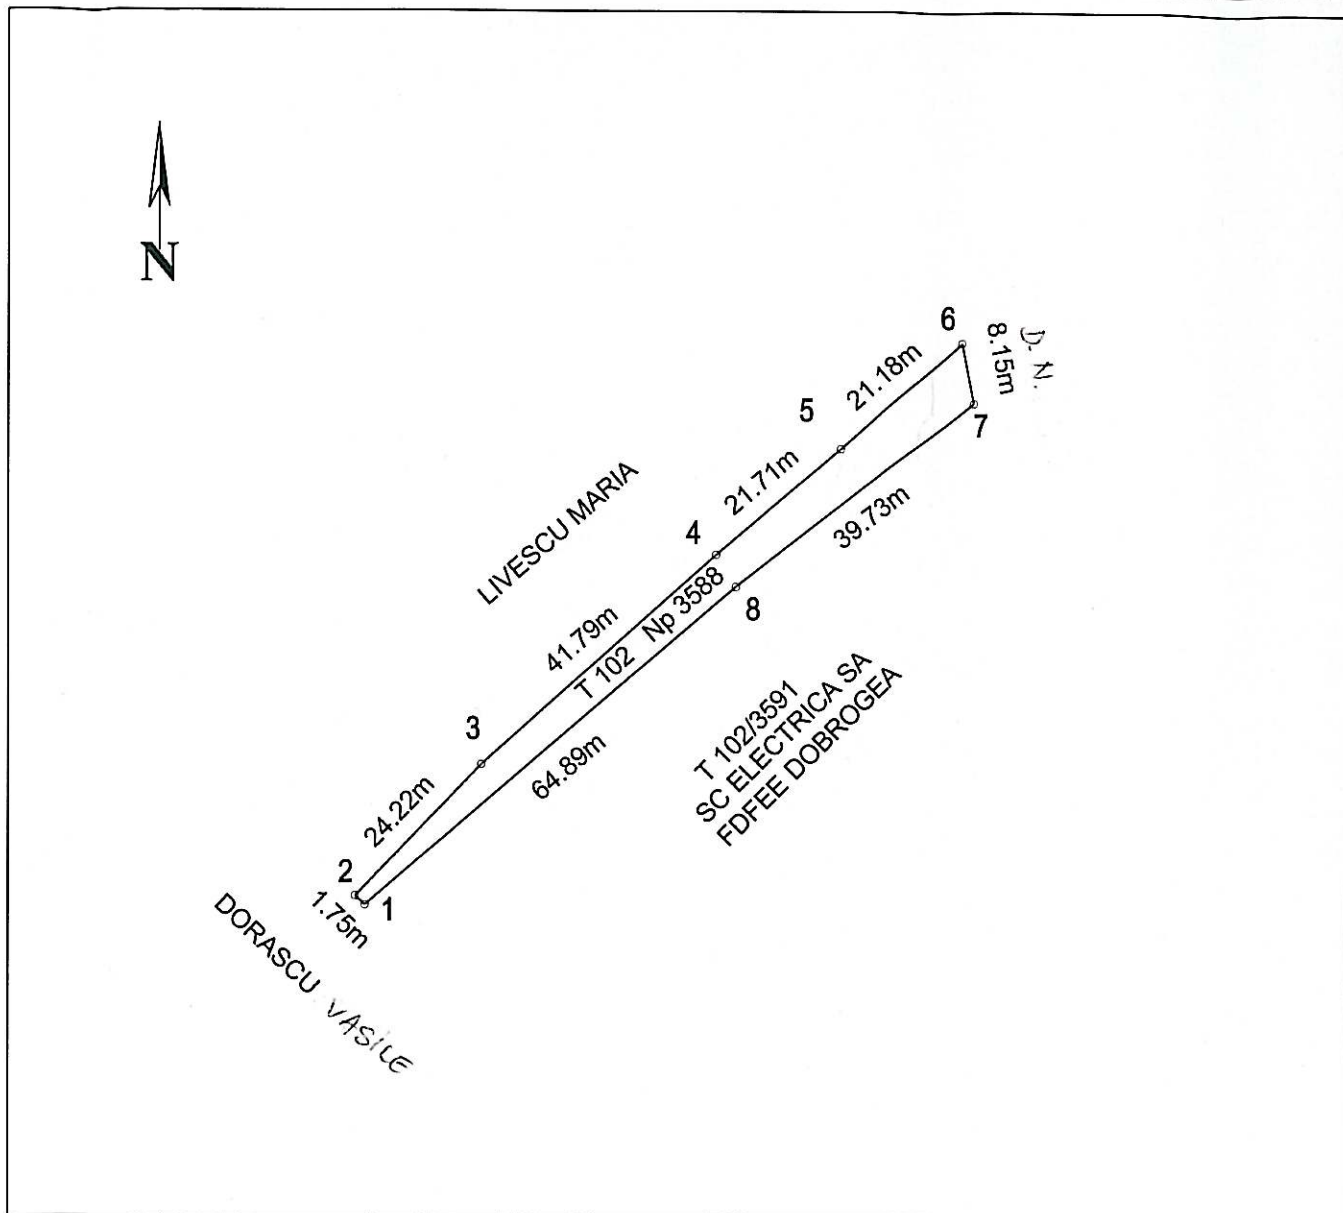 N
6
D. N.
8.15m
21.18m
5
7
21.71m
39.73m
LIVESCU MARIA
4
Np 3588
8
41.79m
T 102
T 102/3591
SC ELECTRICA SA
FDFEE DOBROGEA
3
64.89m
24.22m
2
1
1.75m
DORASCU VASILE